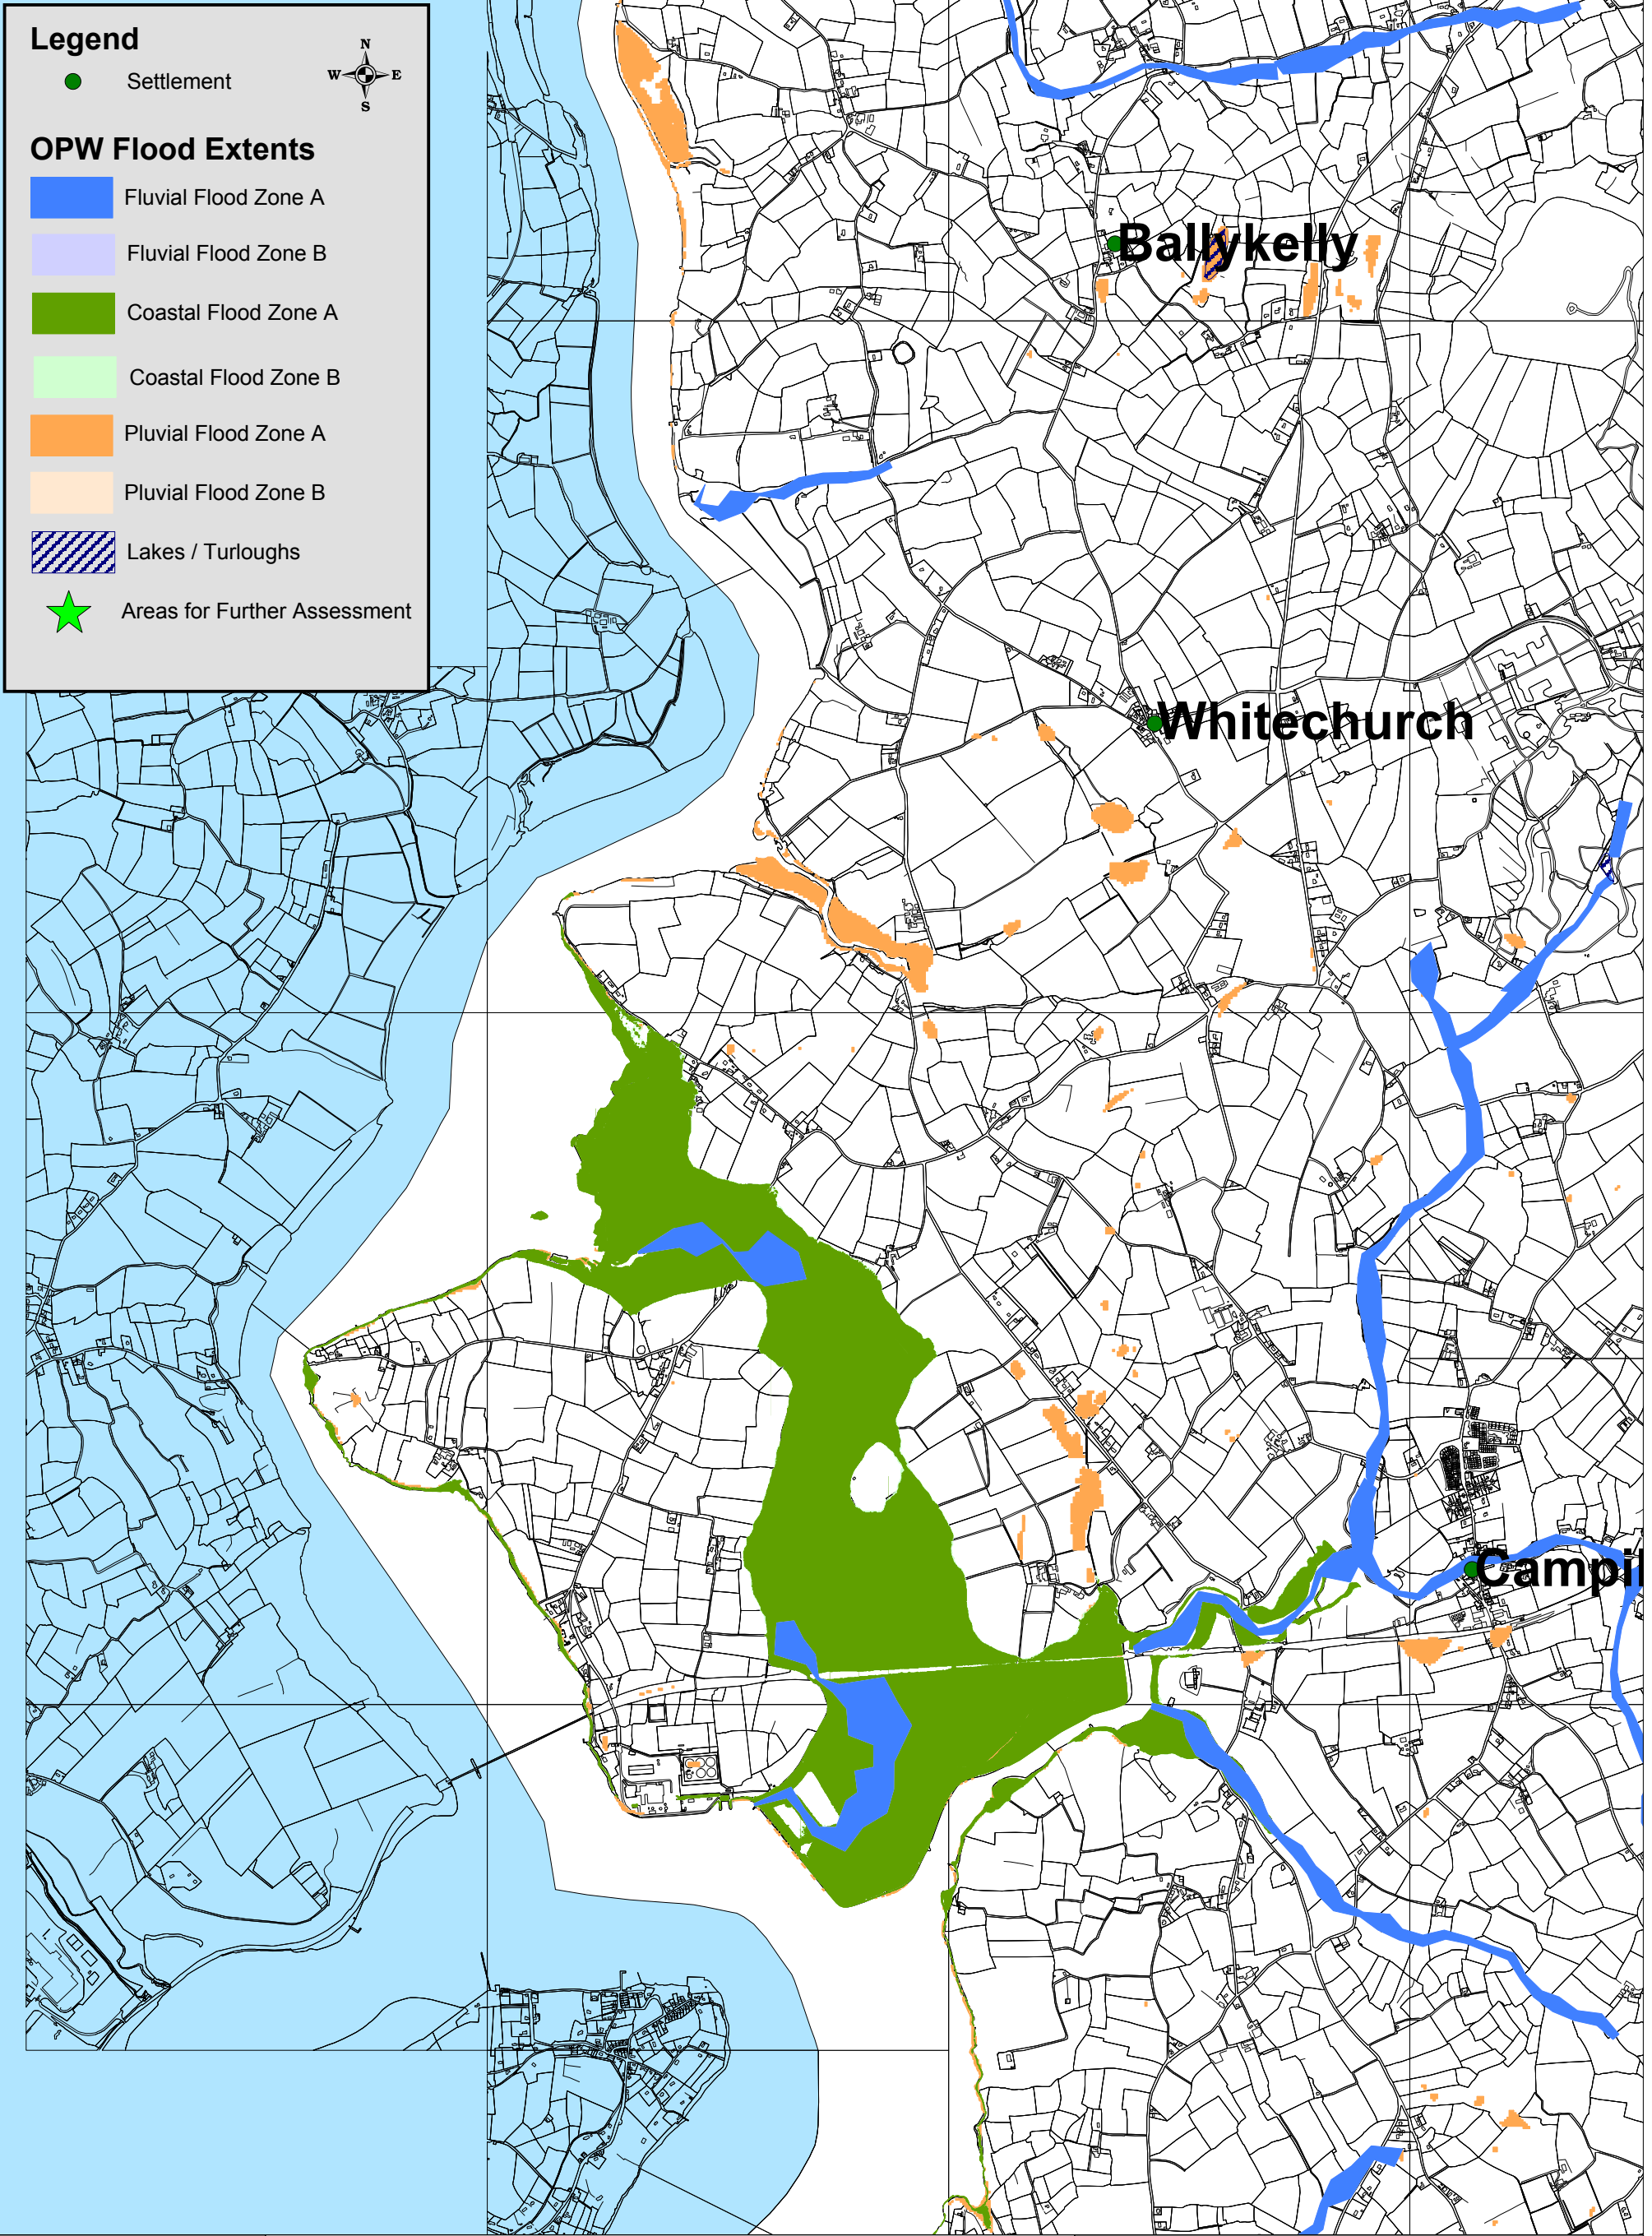 Legend
N
W E
S
Settlement
OPW Flood Extents
Fluvial Flood Zone A
Fluvial Flood Zone B
Coastal Flood Zone A
Coastal Flood Zone B
Pluvial Flood Zone A
Pluvial Flood Zone B
Lakes / Turloughs
Areas for Further Assessment
Ballykelly
Whitechurch
Campil